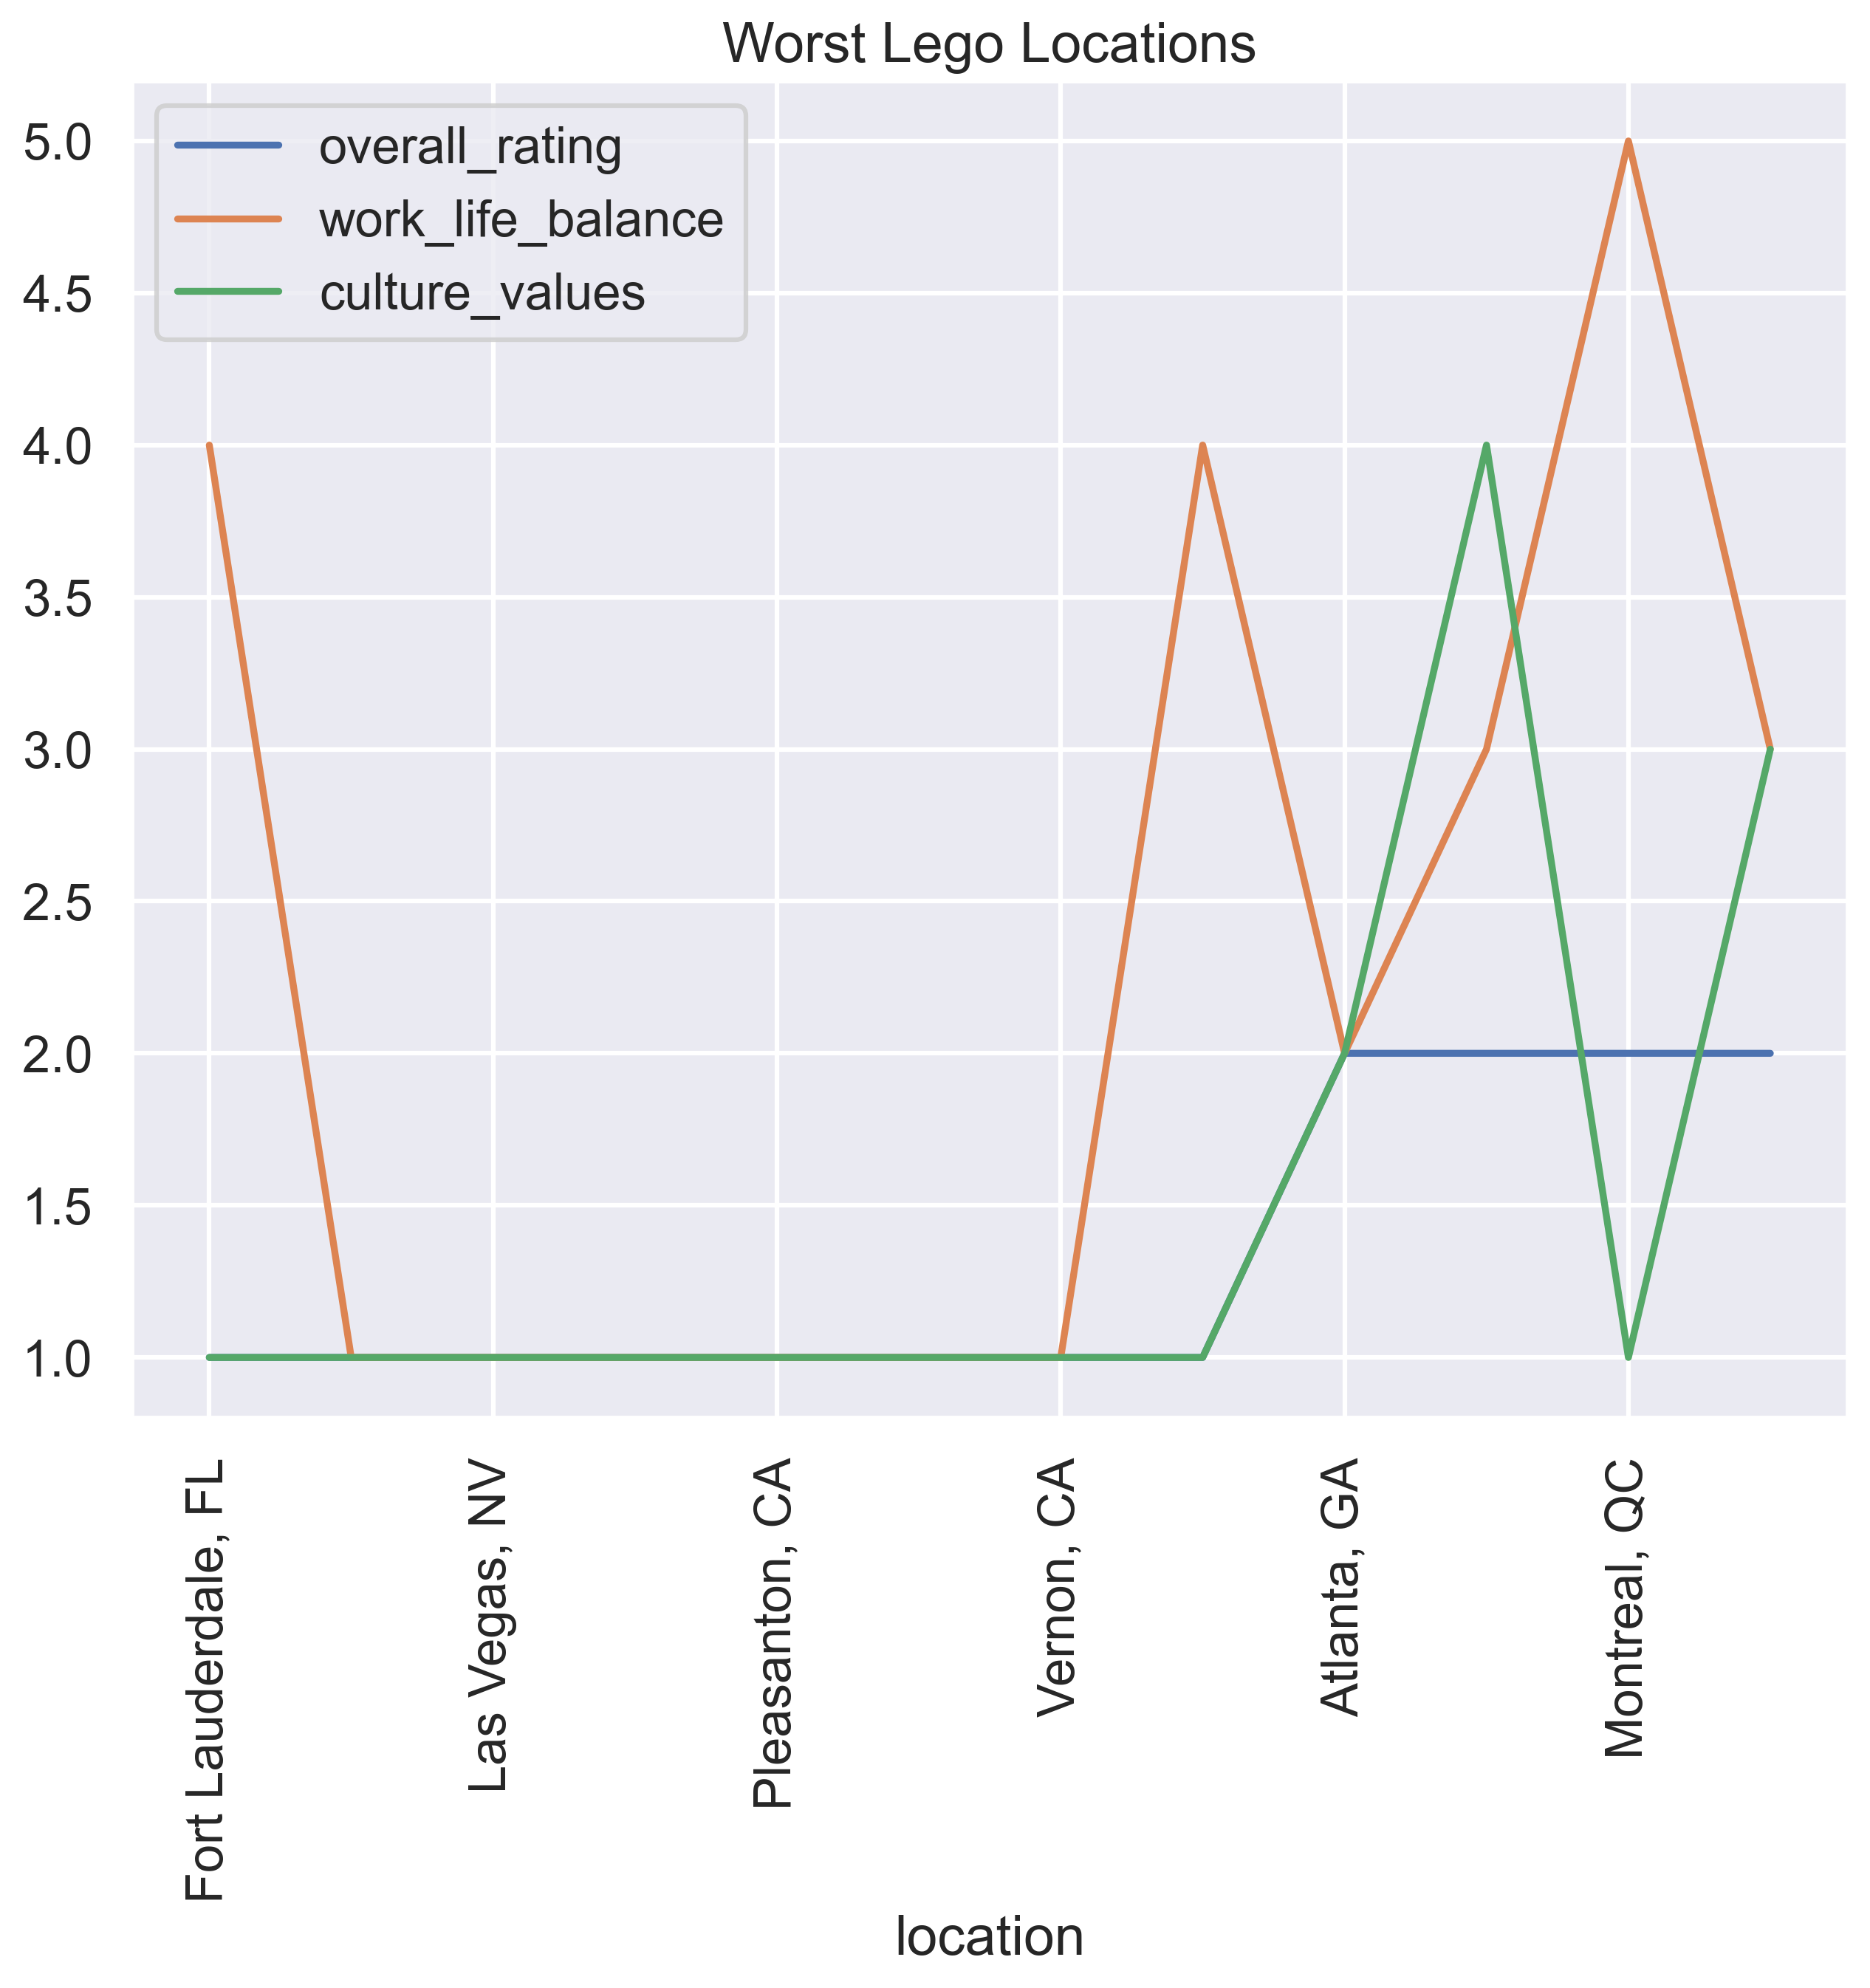 Worst Lego Locations
overall_rating
work_life_balance
culture_values
5.0
4.5
4.0
3.5
3.0
2.5
2.0
1.5
1.0
Fort Lauderdale, FL
Las Vegas, NV
Pleasanton, CA
Vernon, CA
Atlanta, GA
Montreal, QC
location